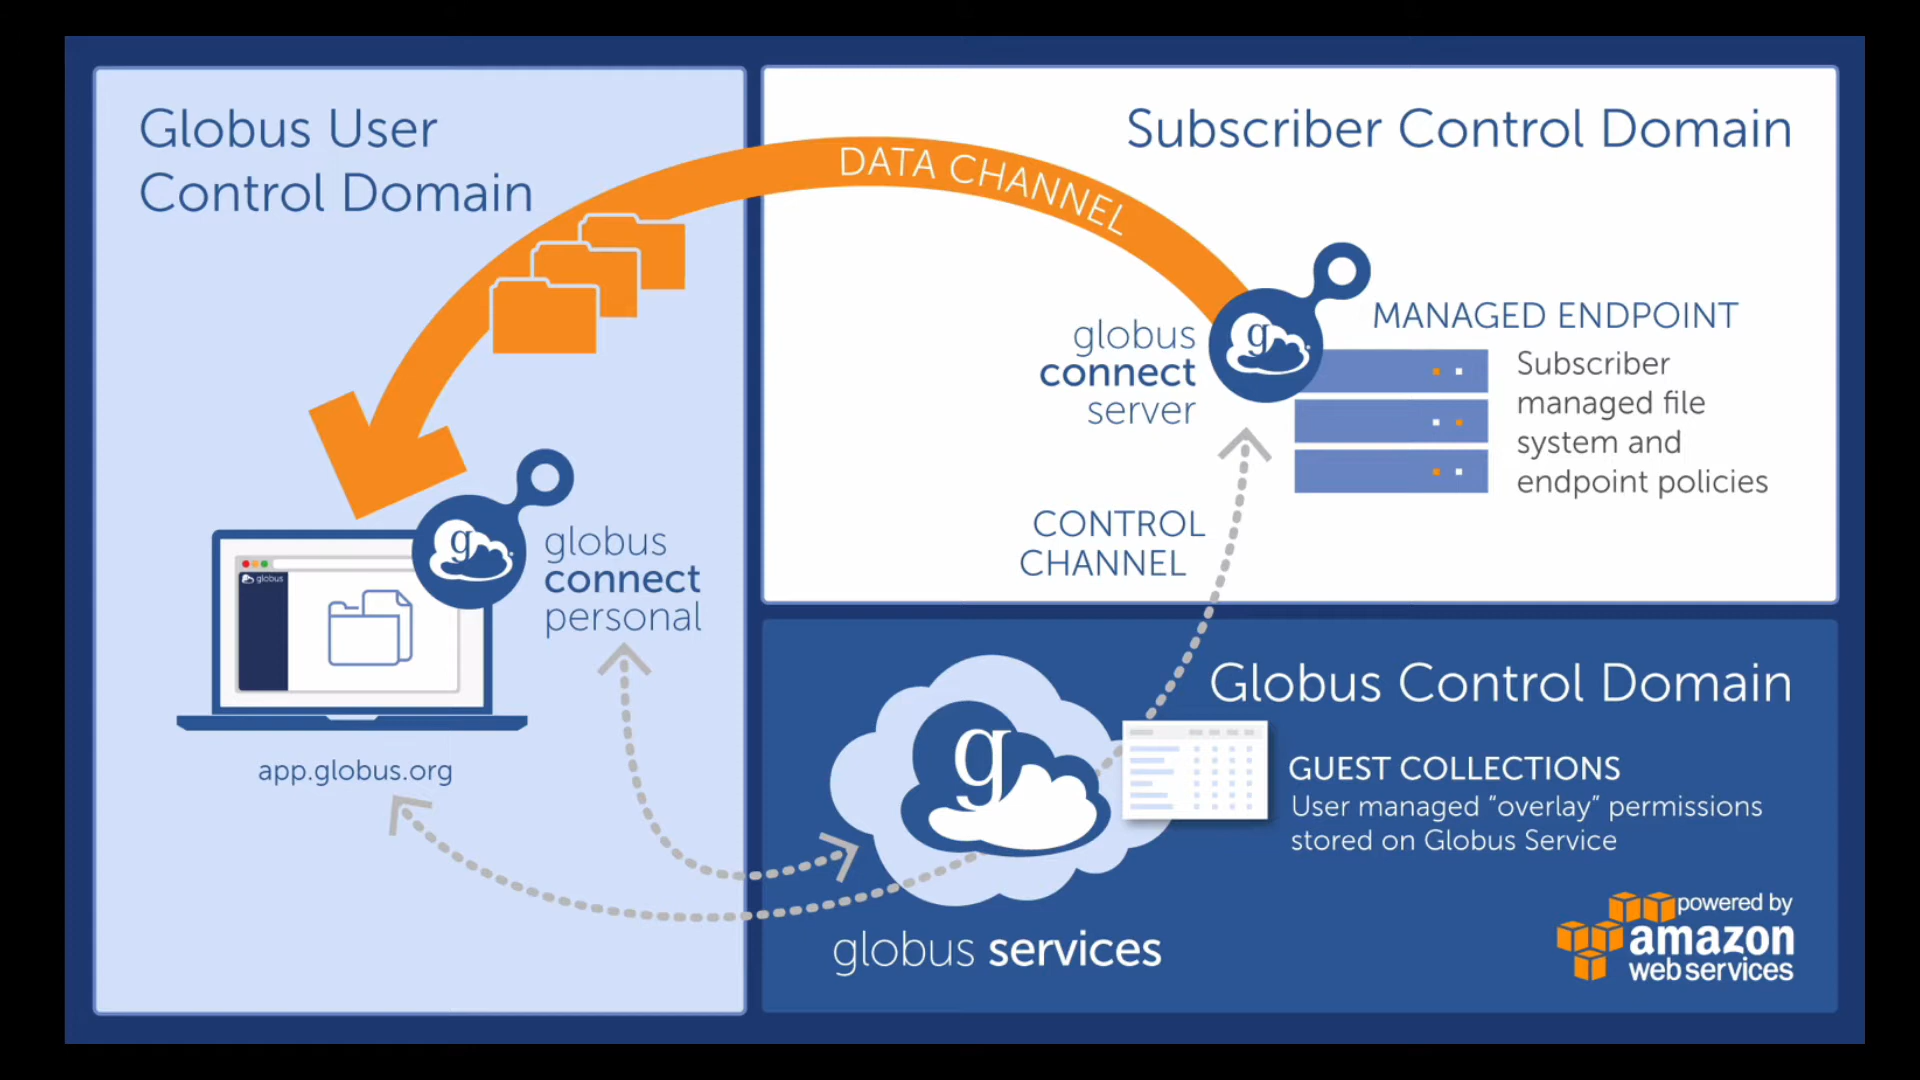 Globus User
Control Domain
DATA CHANNEL
Subscriber Control Domain
globus
connect
server
g
MANAGED ENDPOINT
Subscriber
managed file
system and
endpoint policies
CONTROL
CHANNEL
globus
g
globus
connect
personal
app.globus.org
Globus Control Domain
g
GUEST COLLECTIONS
User managed “overlay” permissions
stored on Globus Service
globus services
powered by
amazon
web services